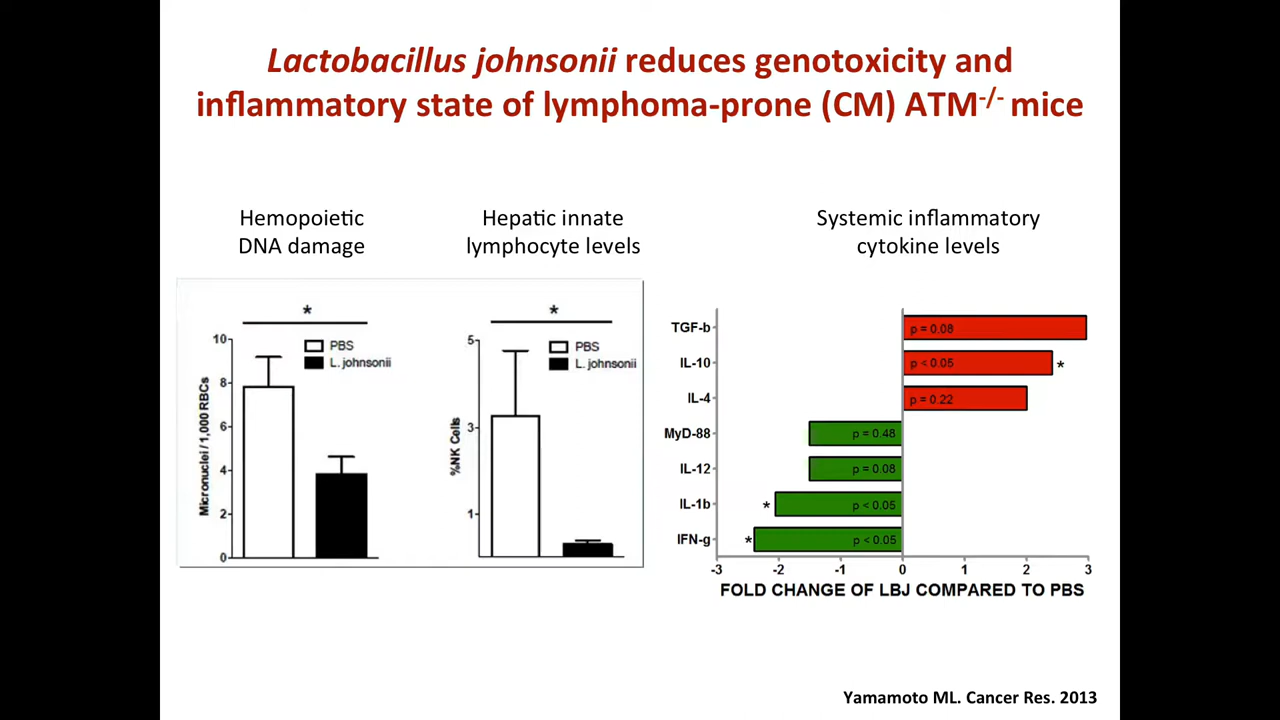 Lactobacillus johnsonii reduces genotoxicity and
inflammatory state of lymphoma-prone (CM) ATM-/- mice
Hemopoietic
DNA damage
Hepatic innate
lymphocyte levels
Systemic inflammatory
cytokine levels
*
PBS
L. johnsonii
10
8
6
4
2
0
Micronuclei / 1,000 RBCs
*
PBS
L. johnsonii
5
3
1
%NK Cells
TGF-b
p = 0.08
IL-10
p < 0.05
*
IL-4
p = 0.22
MyD-88
p = 0.48
IL-12
p = 0.08
IL-1b
*
p < 0.05
IFN-g
*
p < 0.05
-3 -2 -1 0 1 2 3
FOLD CHANGE OF LBJ COMPARED TO PBS
Yamamoto ML. Cancer Res. 2013